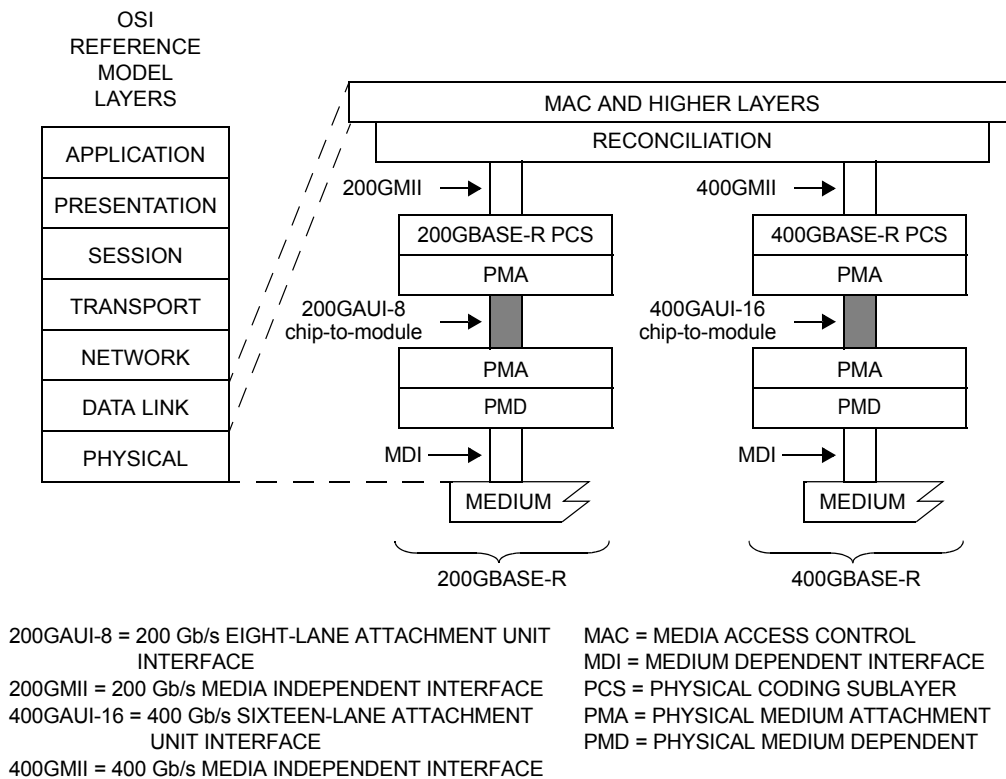 OSI
REFERENCE
MODEL
LAYERS
APPLICATION
PRESENTATION
SESSION
TRANSPORT
NETWORK
DATA LINK
PHYSICAL
MAC AND HIGHER LAYERS
RECONCILIATION
200GMII
200GBASE-R PCS
PMA
200GAUI-8
chip-to-module
PMA
PMD
MDI
MEDIUM
200GBASE-R
400GMII
400GBASE-R PCS
PMA
400GAUI-16
chip-to-module
PMA
PMD
MDI
MEDIUM
400GBASE-R
200GAUI-8 = 200 Gb/s EIGHT-LANE ATTACHMENT UNIT
INTERFACE
200GMII = 200 Gb/s MEDIA INDEPENDENT INTERFACE
400GAUI-16 = 400 Gb/s SIXTEEN-LANE ATTACHMENT
UNIT INTERFACE
400GMII = 400 Gb/s MEDIA INDEPENDENT INTERFACE
MAC = MEDIA ACCESS CONTROL
MDI = MEDIUM DEPENDENT INTERFACE
PCS = PHYSICAL CODING SUBLAYER
PMA = PHYSICAL MEDIUM ATTACHMENT
PMD = PHYSICAL MEDIUM DEPENDENT